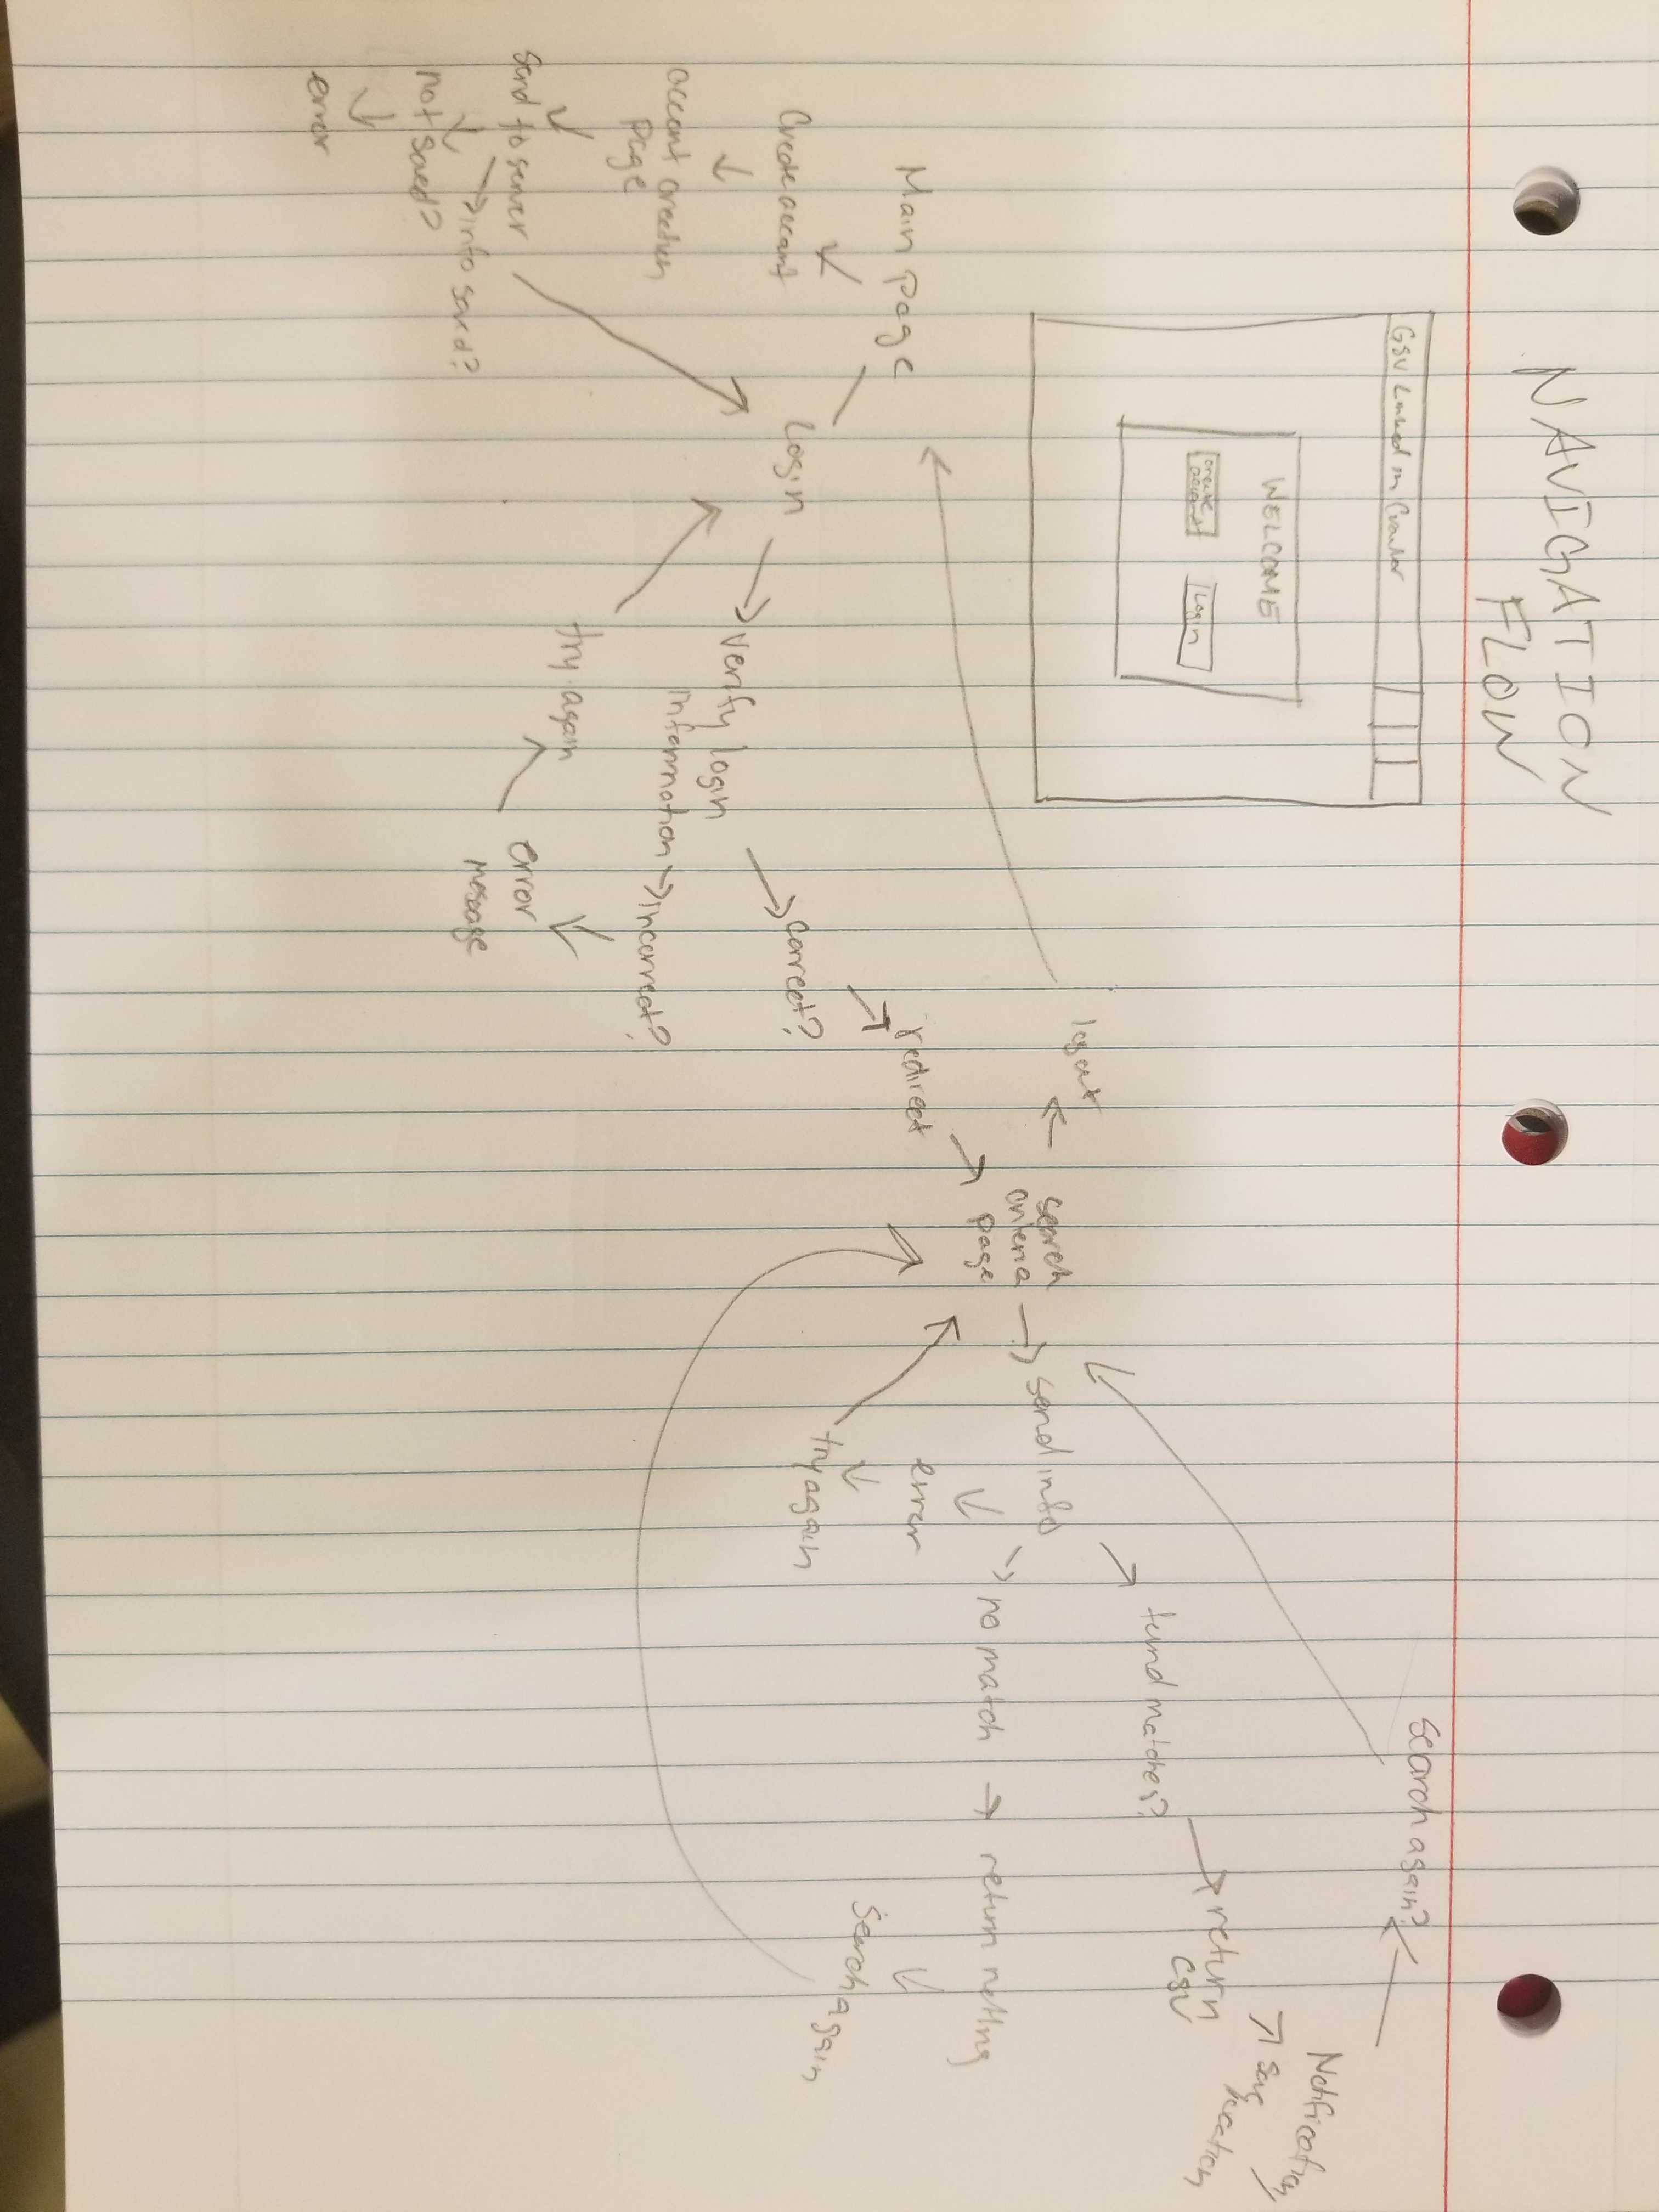 NAVIGATION
FLOW
GSU Linked in Crawler
WELCOME
create
account
Login
Main page
Create account
account creation
page
send to server
info saved?
not saved?
error
Login
verify login
information
correct?
incorrect?
error
message
try again
redirect
search
criteria
page
logout
send info
error
try again
found matches?
no match
return nothing
search again
return
CSV
save
location
Notification
search again?